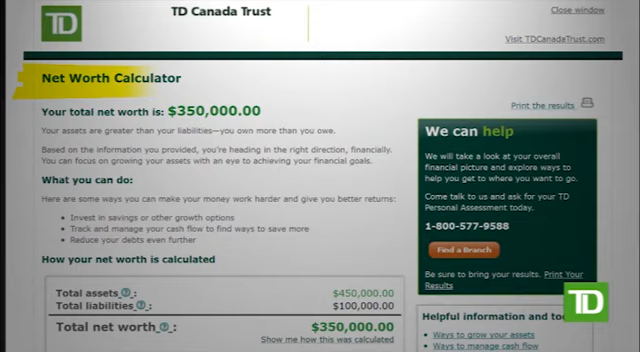 TD
TD Canada Trust
Close window
Visit TDCanadaTrust.com
Net Worth Calculator
Your total net worth is: $350,000.00
Print the results
Your assets are greater than your liabilities—you own more than you owe.
Based on the information you provided, you're heading in the right direction, financially.
You can focus on growing your assets with an eye to achieving your financial goals.
What you can do:
Here are some ways you can make your money work harder and give you better returns:
• Invest in savings or other growth options
• Track and manage your cash flow to find ways to save more
• Reduce your debts even further
How your net worth is calculated
Total assets : $450,000.00
Total liabilities : $100,000.00
Total net worth : $350,000.00
Show me how this was calculated
We can help
We will take a look at your overall
financial picture and explore ways to
help you get to where you want to go.
Come talk to us and ask for your TD
Personal Assessment today.
1-800-577-9588
Find a Branch
Be sure to bring your results. Print Your
Results
TD
Helpful information and
• Ways to grow your assets
• Ways to manage cash flow